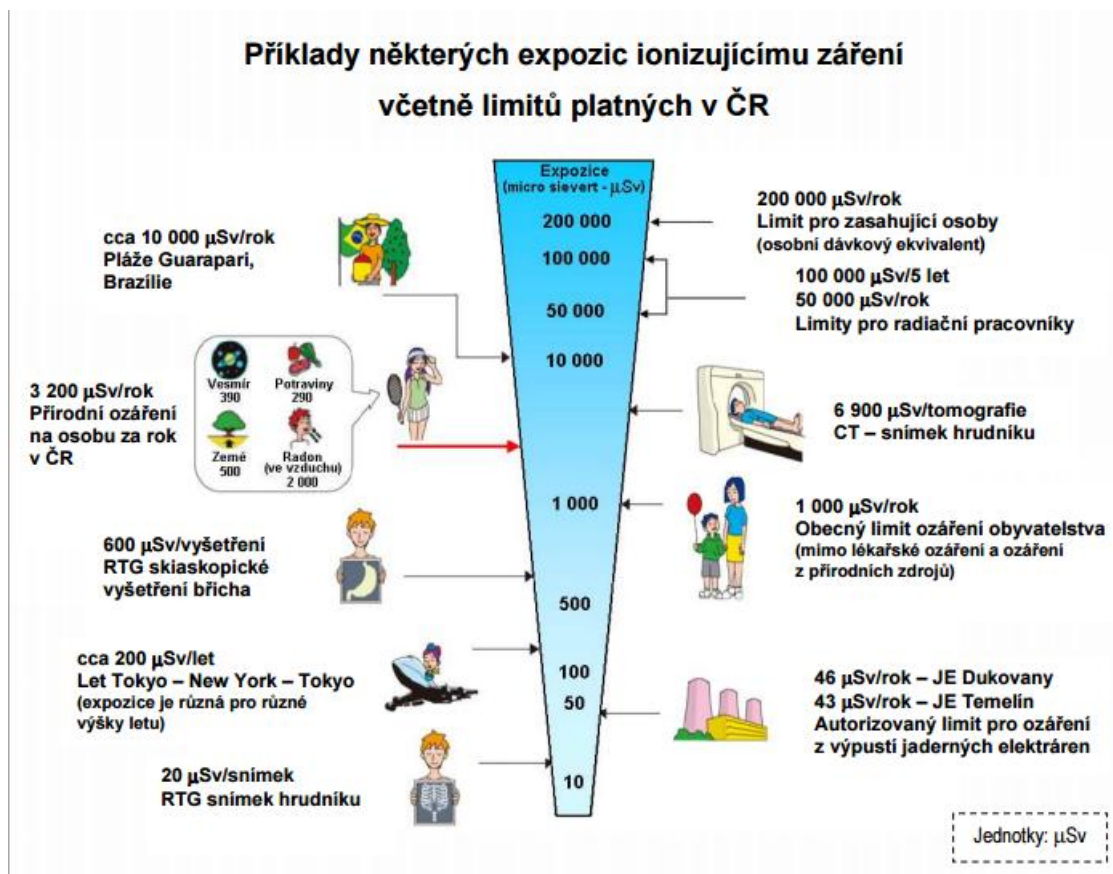 Příklady některých expozic ionizujícímu záření
včetně limitů platných v ČR
Expozice
(micro sievert - μSv)
200 000
100 000
50 000
10 000
1 000
500
100
50
10
cca 10 000 μSv/rok
Pláže Guarapari,
Brazílie
3 200 μSv/rok
Přírodní ozáření
na osobu za rok
v ČR
Vesmír
390
Potraviny
290
Země
500
Radon
(ve vzduchu)
2 000
600 μSv/vyšetření
RTG skiaskopické
vyšetření břicha
cca 200 μSv/let
Let Tokyo – New York – Tokyo
(expozice je různá pro různé
výšky letu)
20 μSv/snímek
RTG snímek hrudníku
200 000 μSv/rok
Limit pro zasahující osoby
(osobní dávkový ekvivalent)
100 000 μSv/5 let
50 000 μSv/rok
Limity pro radiační pracovníky
6 900 μSv/tomografie
CT – snímek hrudníku
1 000 μSv/rok
Obecný limit ozáření obyvatelstva
(mimo lékařské ozáření a ozáření
z přírodních zdrojů)
46 μSv/rok – JE Dukovany
43 μSv/rok – JE Temelín
Autorizovaný limit pro ozáření
z výpustí jaderných elektráren
Jednotky: μSv